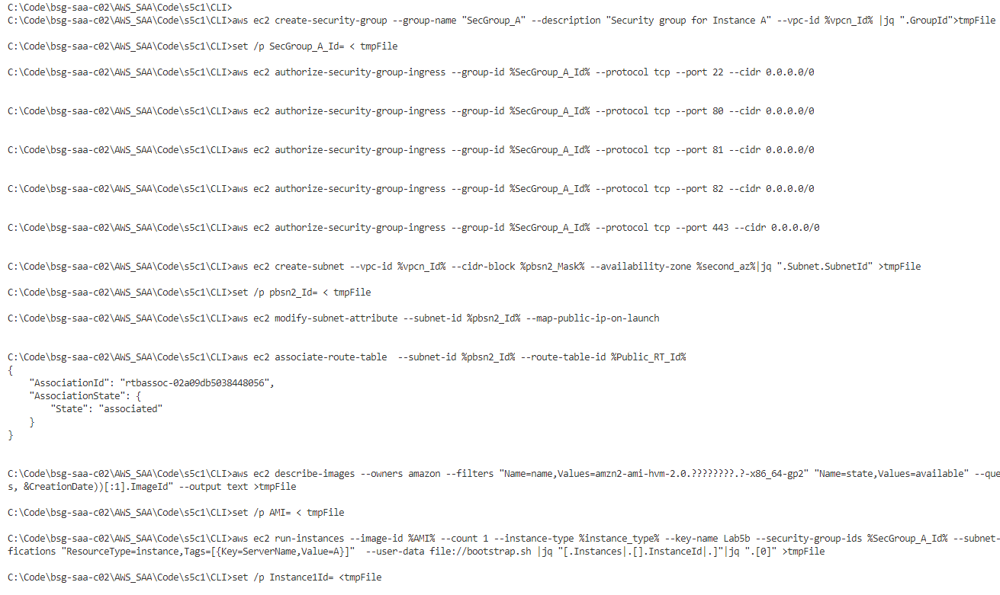 C:\Code\bsg-saa-c02\AWS_SAA\Code\s5c1\CLI>
C:\Code\bsg-saa-c02\AWS_SAA\Code\s5c1\CLI>aws ec2 create-security-group --group-name "SecGroup_A" --description "Security group for Instance A" --vpc-id %vpcn_Id% |jq ".GroupId">tmpFile
C:\Code\bsg-saa-c02\AWS_SAA\Code\s5c1\CLI>set /p SecGroup_A_Id= < tmpFile
C:\Code\bsg-saa-c02\AWS_SAA\Code\s5c1\CLI>aws ec2 authorize-security-group-ingress --group-id %SecGroup_A_Id% --protocol tcp --port 22 --cidr 0.0.0.0/0
C:\Code\bsg-saa-c02\AWS_SAA\Code\s5c1\CLI>aws ec2 authorize-security-group-ingress --group-id %SecGroup_A_Id% --protocol tcp --port 80 --cidr 0.0.0.0/0
C:\Code\bsg-saa-c02\AWS_SAA\Code\s5c1\CLI>aws ec2 authorize-security-group-ingress --group-id %SecGroup_A_Id% --protocol tcp --port 81 --cidr 0.0.0.0/0
C:\Code\bsg-saa-c02\AWS_SAA\Code\s5c1\CLI>aws ec2 authorize-security-group-ingress --group-id %SecGroup_A_Id% --protocol tcp --port 82 --cidr 0.0.0.0/0
C:\Code\bsg-saa-c02\AWS_SAA\Code\s5c1\CLI>aws ec2 authorize-security-group-ingress --group-id %SecGroup_A_Id% --protocol tcp --port 443 --cidr 0.0.0.0/0
C:\Code\bsg-saa-c02\AWS_SAA\Code\s5c1\CLI>aws ec2 create-subnet --vpc-id %vpcn_Id% --cidr-block %pbsn2_Mask% --availability-zone %second_az%|jq ".Subnet.SubnetId" >tmpFile
C:\Code\bsg-saa-c02\AWS_SAA\Code\s5c1\CLI>set /p pbsn2_Id= < tmpFile
C:\Code\bsg-saa-c02\AWS_SAA\Code\s5c1\CLI>aws ec2 modify-subnet-attribute --subnet-id %pbsn2_Id% --map-public-ip-on-launch
C:\Code\bsg-saa-c02\AWS_SAA\Code\s5c1\CLI>aws ec2 associate-route-table  --subnet-id %pbsn2_Id% --route-table-id %Public_RT_Id%
{
    "AssociationId": "rtbassoc-02a09db5038448056",
    "AssociationState": {
        "State": "associated"
    }
}
C:\Code\bsg-saa-c02\AWS_SAA\Code\s5c1\CLI>aws ec2 describe-images --owners amazon --filters "Name=name,Values=amzn2-ami-hvm-2.0.????????.?-x86_64-gp2" "Name=state,Values=available" --que
s, &CreationDate))[:1].ImageId" --output text >tmpFile
C:\Code\bsg-saa-c02\AWS_SAA\Code\s5c1\CLI>set /p AMI= < tmpFile
C:\Code\bsg-saa-c02\AWS_SAA\Code\s5c1\CLI>aws ec2 run-instances --image-id %AMI% --count 1 --instance-type %instance_type% --key-name Lab5b --security-group-ids %SecGroup_A_Id% --subnet-
fications "ResourceType=instance,Tags=[{Key=ServerName,Value=A}]"  --user-data file://bootstrap.sh |jq "[.Instances|.[].InstanceId|.]"|jq ".[0]" >tmpFile
C:\Code\bsg-saa-c02\AWS_SAA\Code\s5c1\CLI>set /p Instance1Id= <tmpFile